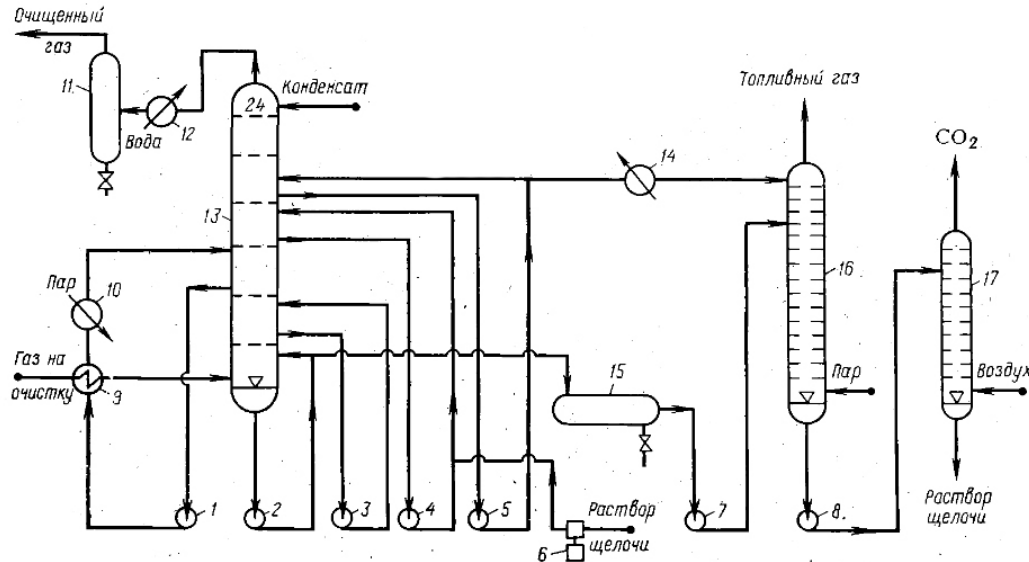 Очищенный
газ
11
Вода
12
24
Конденсат
Топливный газ
CO2
14
13
16
17
Пар
10
Газ на
очистку
9
15
Пар
Воздух
1
2
3
4
5
Раствор
щелочи
6
7
8.
Раствор
щелочи